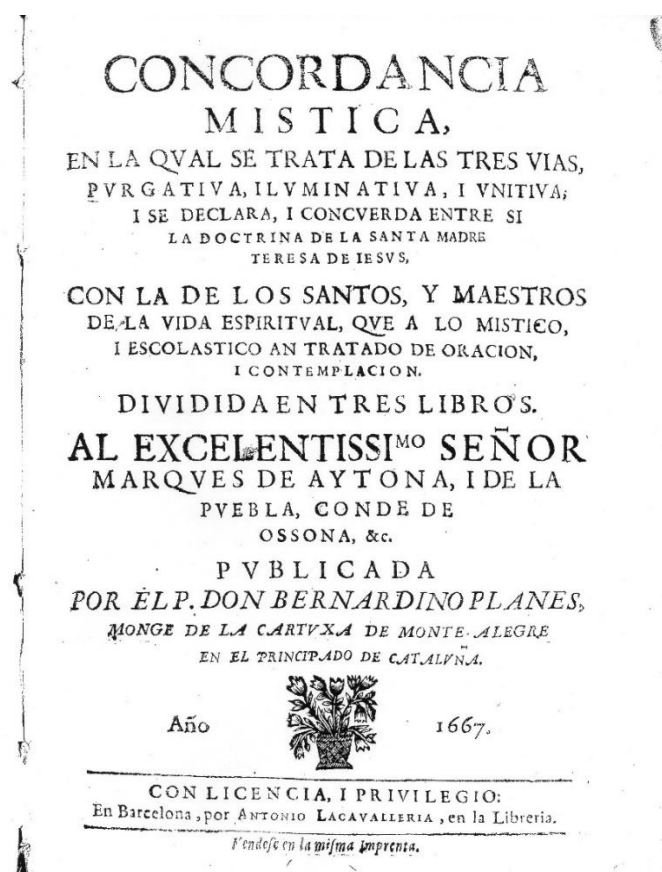 CONCORDANCIA
MISTICA,
EN LA QVAL SE TRATA DE LAS TRES VIAS,
PVRGATIVA, ILVMINATIVA, I VNITIVA;
I SE DECLARA, I CONCVERDA ENTRE SI
LA DOCTRINA DE LA SANTA MADRE
TERESA DE IESVS,
CON LA DE LOS SANTOS, Y MAESTROS
DE LA VIDA ESPIRITVAL, QVE A LO MISTICO,
I ESCOLASTICO AN TRATADO DE ORACION,
I CONTEMPLACION.
DIVIDIDA EN TRES LIBROS.
AL EXCELENTISSIMO SEÑOR
MARQVES DE AYTONA, I DE LA
PVEBLA, CONDE DE
OSSONA, &c.
PVBLICADA
POR EL P. DON BERNARDINO PLANES,
MONGE DE LA CARTVXA DE MONTE-ALEGRE
EN EL PRINCIPADO DE CATALVÑA.
Año 1667.
CON LICENCIA, I PRIVILEGIO:
En Barcelona, por ANTONIO LACAVALLERIA, en la Libreria.
Vendese en la misma Imprenta.